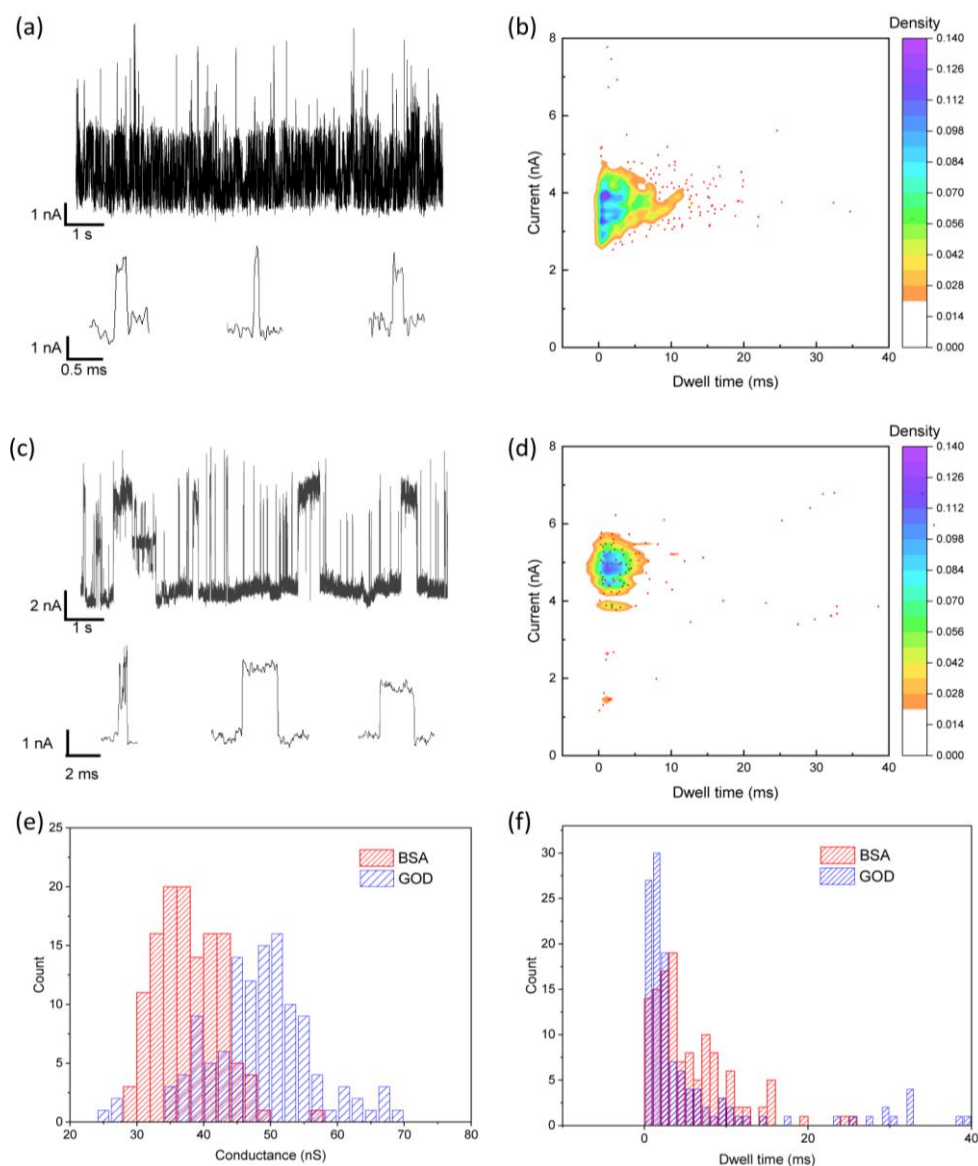 (a)
1 nA
1 s
1 nA
0.5 ms
(b)
Density
8
6
4
2
0
Current (nA)
0
10
20
30
40
Dwell time (ms)
0.140
0.126
0.112
0.098
0.084
0.070
0.056
0.042
0.028
0.014
0.000
(c)
2 nA
1 s
1 nA
2 ms
(d)
Density
8
6
4
2
0
Current (nA)
0
10
20
30
40
Dwell time (ms)
0.140
0.126
0.112
0.098
0.084
0.070
0.056
0.042
0.028
0.014
0.000
(e)
25
20
15
10
5
0
Count
BSA
GOD
20
30
40
50
60
70
80
Conductance (nS)
(f)
30
25
20
15
10
5
0
Count
BSA
GOD
0
20
40
Dwell time (ms)